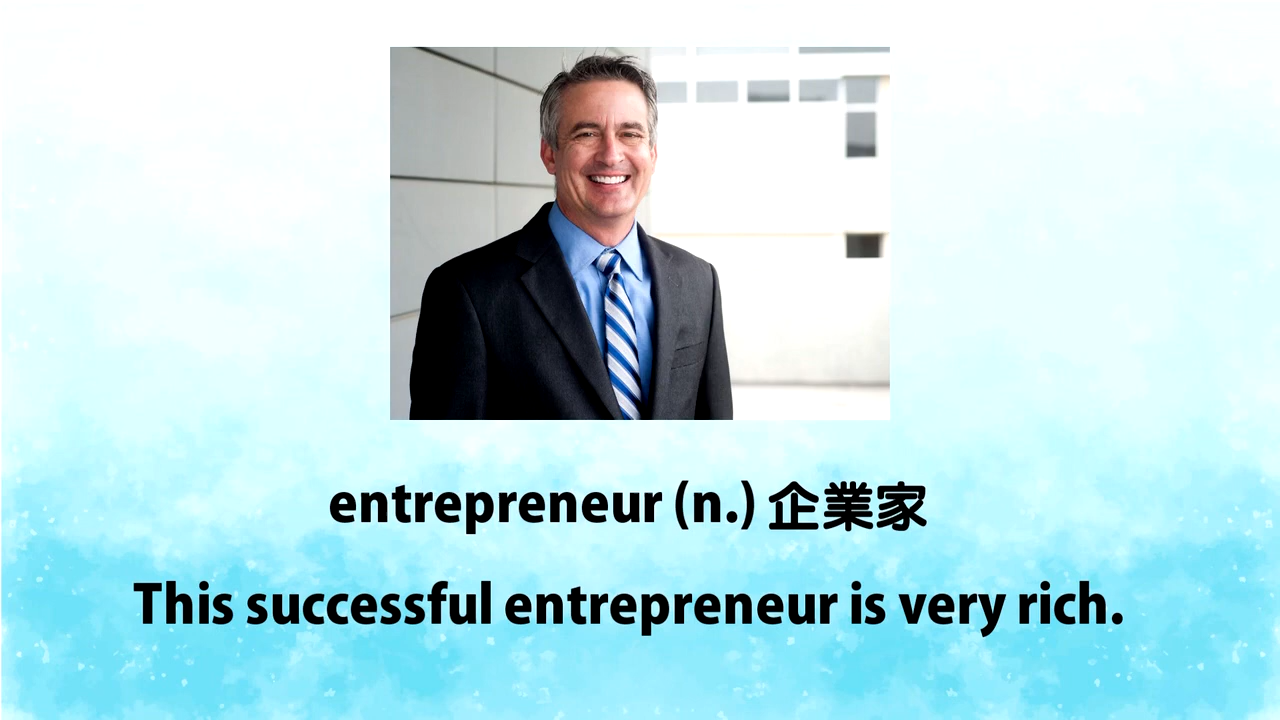 entrepreneur (n.) 企業家
This successful entrepreneur is very rich.